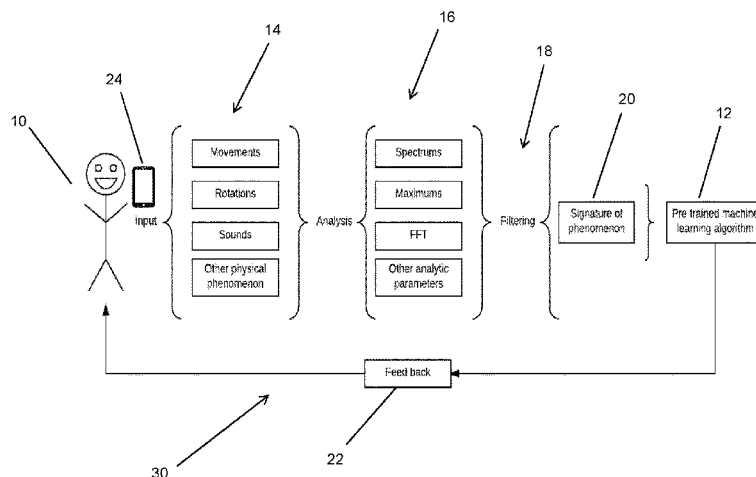 16
14
18
24
20
12
10
Movements
Rotations
Sounds
Other physical
phenomenon
Input
Analysis
Spectrums
Maximums
FFT
Other analytic
parameters
Filtering
Signature of
phenomenon
Pre trained machine
learning algorithm
Feed back
30
22